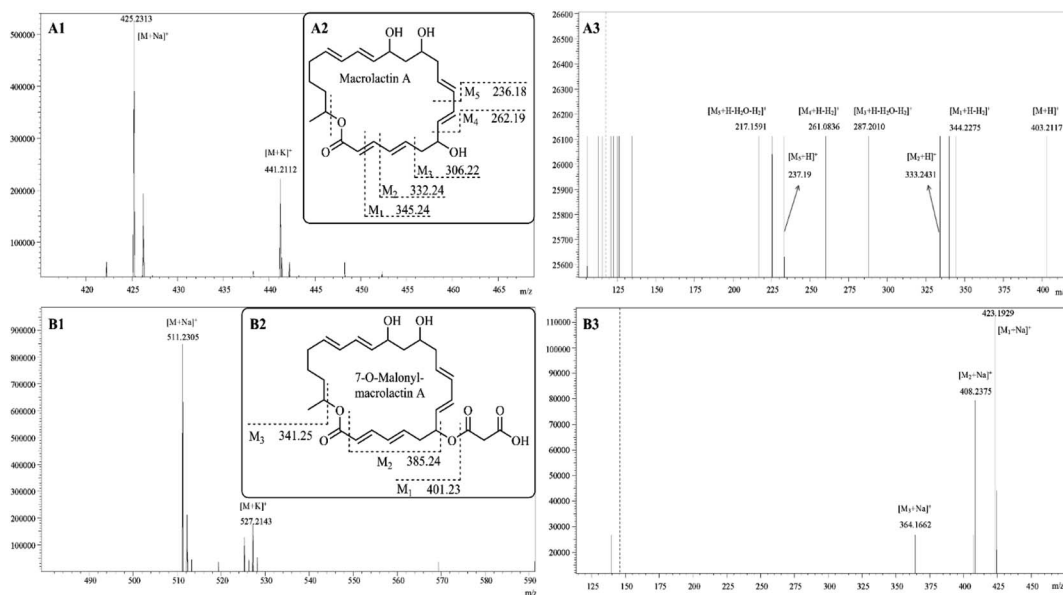 A1
425.2313
[M+Na]⁺
[M+K]⁺
441.2112
500000
400000
300000
200000
100000
420
425
430
435
440
445
450
455
460
465
m/z
A2
OH OH
Macrolactin A
O
O
OH
M₅ 236.18
M₄ 262.19
M₃ 306.22
M₂ 332.24
M₁ 345.24
A3
26600
26500
26400
26300
26200
26100
26000
25900
25800
25700
25600
[M₃+H-H₂O-H₂]⁺
287.2010
[M₄+H-H₂]⁺
261.0836
[M₁+H-H₂]⁺
344.2275
[M+H]⁺
403.2117
217.1591
237.19
[M₂+H]⁺
333.2431
125
150
175
200
225
250
275
300
325
350
375
400
B1
[M+Na]⁺
511.2305
[M+K]⁺
527.2143
900000
800000
700000
600000
500000
400000
300000
200000
100000
490
500
510
520
530
540
550
560
570
580
590
m/z
B2
OH OH
7-O-Malonyl-
macrolactin A
O
O
O
O
O
OH
M₃ 341.25
M₂ 385.24
M₁ 401.23
B3
423.1929
[M₂+Na]⁺
408.2375
[M₃+Na]⁺
364.1662
110000
100000
90000
80000
70000
60000
50000
40000
30000
20000
125
150
175
200
225
250
275
300
325
350
375
400
425
450
m/z